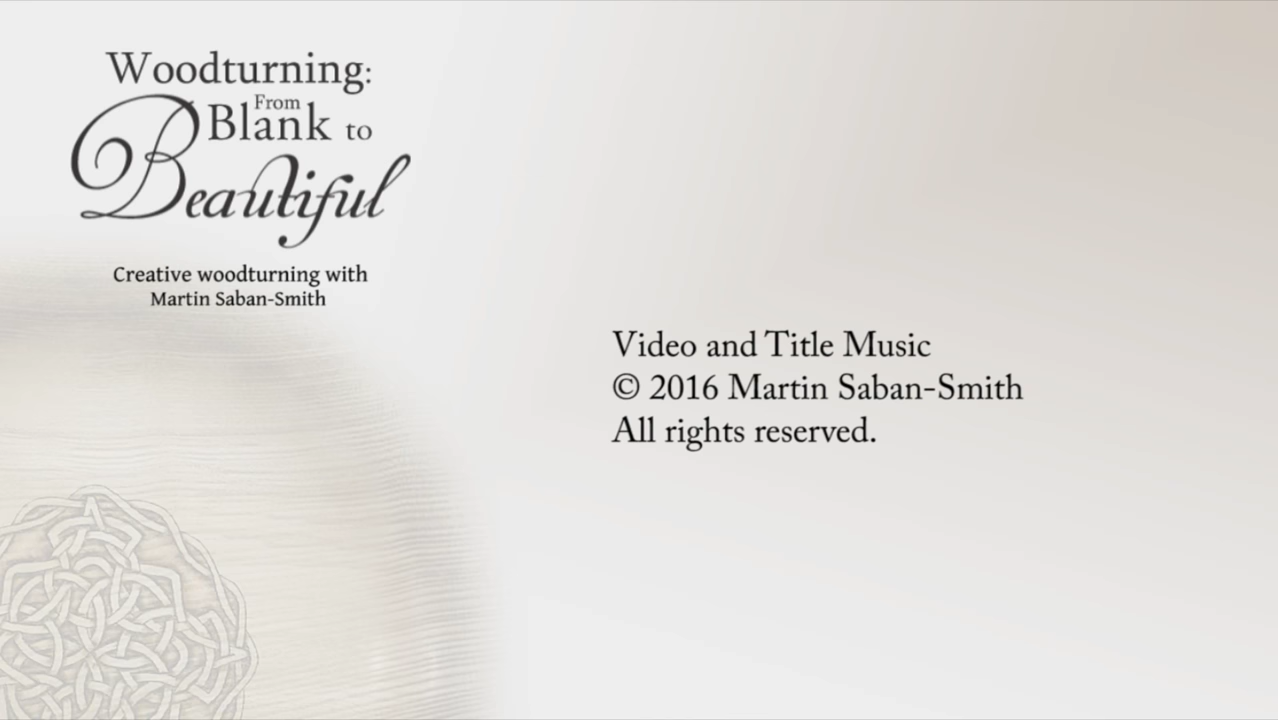 Woodturning:
From
Blank to
Beautiful
Creative woodturning with
Martin Saban-Smith
Video and Title Music
© 2016 Martin Saban-Smith
All rights reserved.